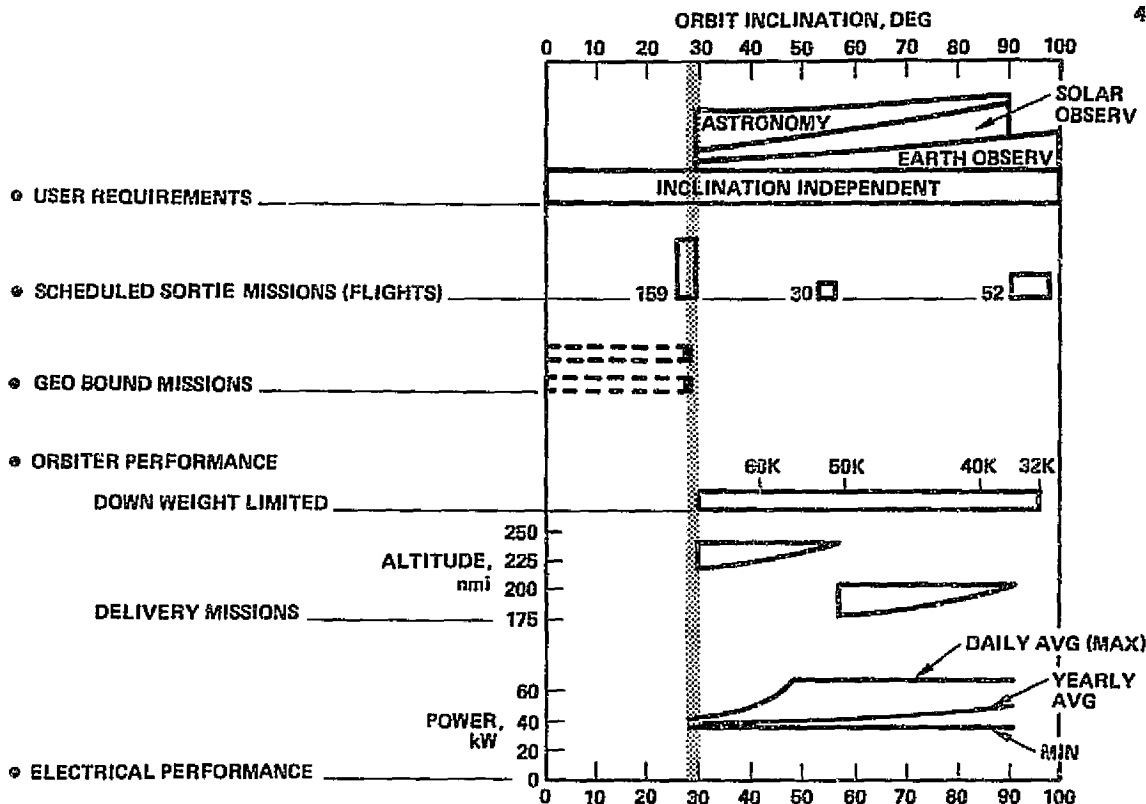 4
ORBIT INCLINATION, DEG
0 10 20 30 40 50 60 70 80 90 100
SOLAR
OBSERV
ASTRONOMY
EARTH OBSERV
INCLINATION INDEPENDENT
• USER REQUIREMENTS
• SCHEDULED SORTIE MISSIONS (FLIGHTS) 159 30 52
• GEO BOUND MISSIONS
• ORBITER PERFORMANCE
60K 50K 40K 32K
DOWN WEIGHT LIMITED
250
ALTITUDE, 225
nmi 200
DELIVERY MISSIONS 175
DAILY AVG (MAX)
YEARLY
AVG
60
POWER, 40
kW
MIN
20
• ELECTRICAL PERFORMANCE 0
0 10 20 30 40 50 60 70 80 90 100